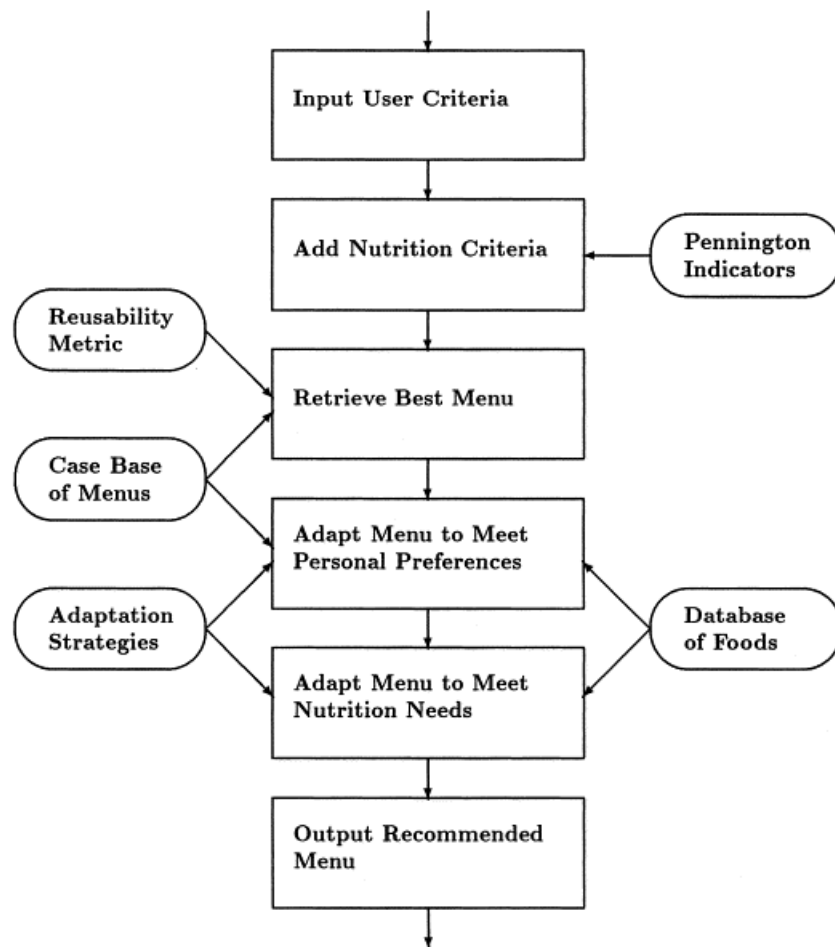 Input User Criteria
Add Nutrition Criteria
Pennington
Indicators
Reusability
Metric
Retrieve Best Menu
Case Base
of Menus
Adapt Menu to Meet
Personal Preferences
Adaptation
Strategies
Database
of Foods
Adapt Menu to Meet
Nutrition Needs
Output Recommended
Menu